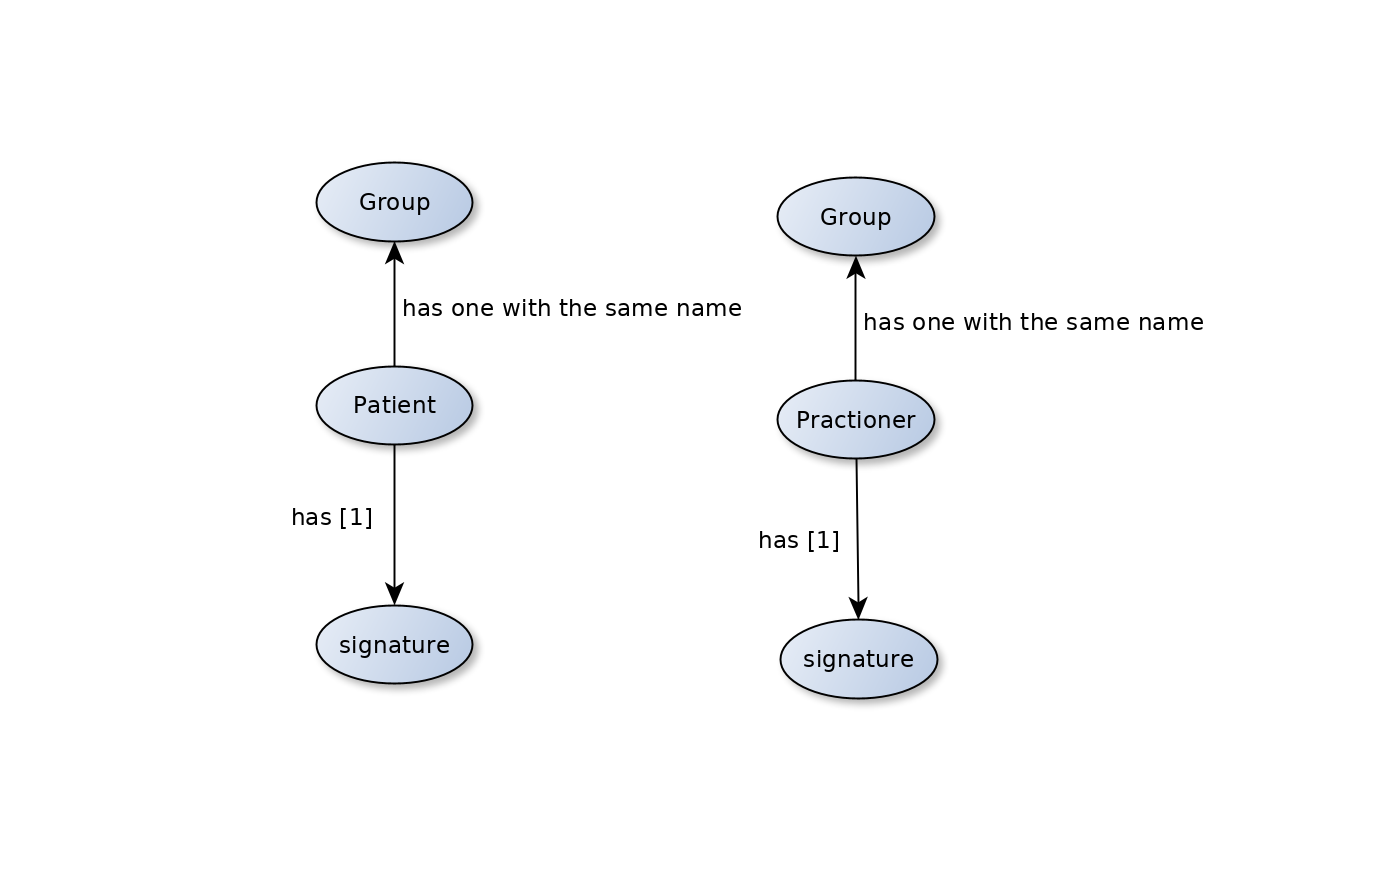 Group
has one with the same name
Patient
has [1]
signature
Group
has one with the same name
Practioner
has [1]
signature